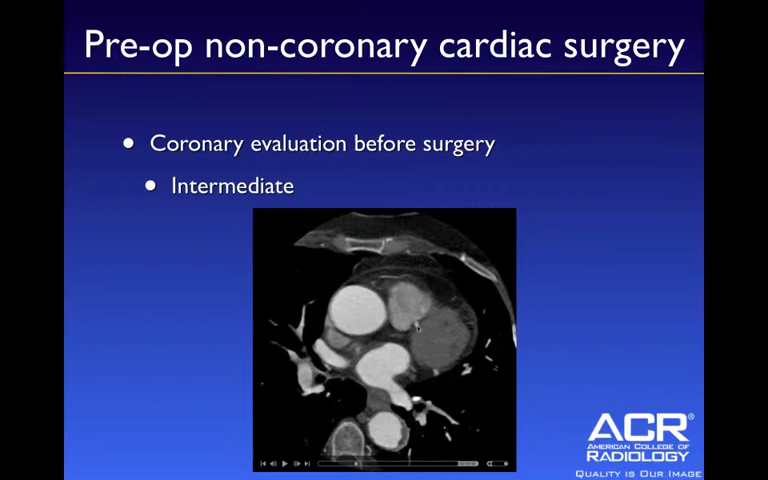 Pre-op non-coronary cardiac surgery
• Coronary evaluation before surgery
• Intermediate
ACR®
AMERICAN COLLEGE OF
RADIOLOGY
QUALITY IS OUR IMAGE